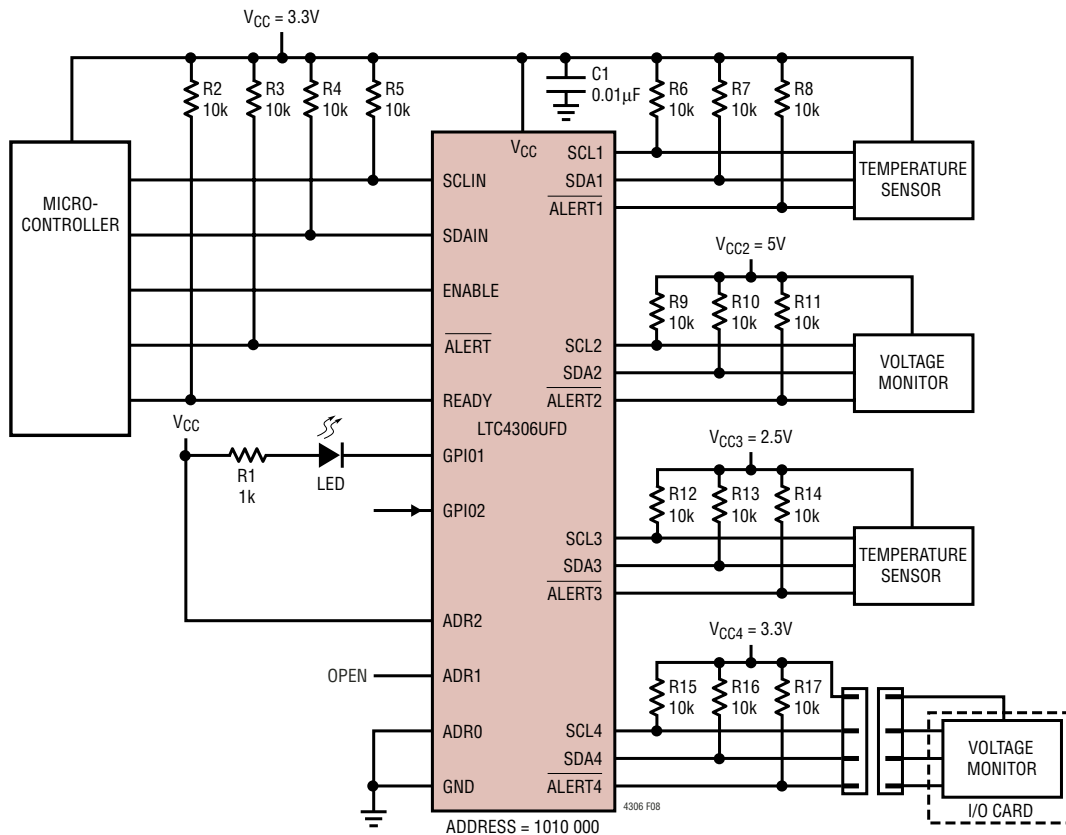 VCC = 3.3V
R2
10k
R3
10k
R4
10k
R5
10k
C1
0.01µF
R6
10k
R7
10k
R8
10k
MICRO-
CONTROLLER
VCC
SCLIN
SDAIN
ENABLE
ALERT
READY
LTC4306UFD
GPIO1
GPIO2
ADR2
ADR1
ADR0
GND
SCL1
SDA1
ALERT1
SCL2
SDA2
ALERT2
SCL3
SDA3
ALERT3
SCL4
SDA4
ALERT4
TEMPERATURE
SENSOR
VCC2 = 5V
R9
10k
R10
10k
R11
10k
VOLTAGE
MONITOR
VCC
R1
1k
LED
VCC3 = 2.5V
R12
10k
R13
10k
R14
10k
TEMPERATURE
SENSOR
VCC4 = 3.3V
OPEN
R15
10k
R16
10k
R17
10k
VOLTAGE
MONITOR
I/O CARD
4306 F08
ADDRESS = 1010 000